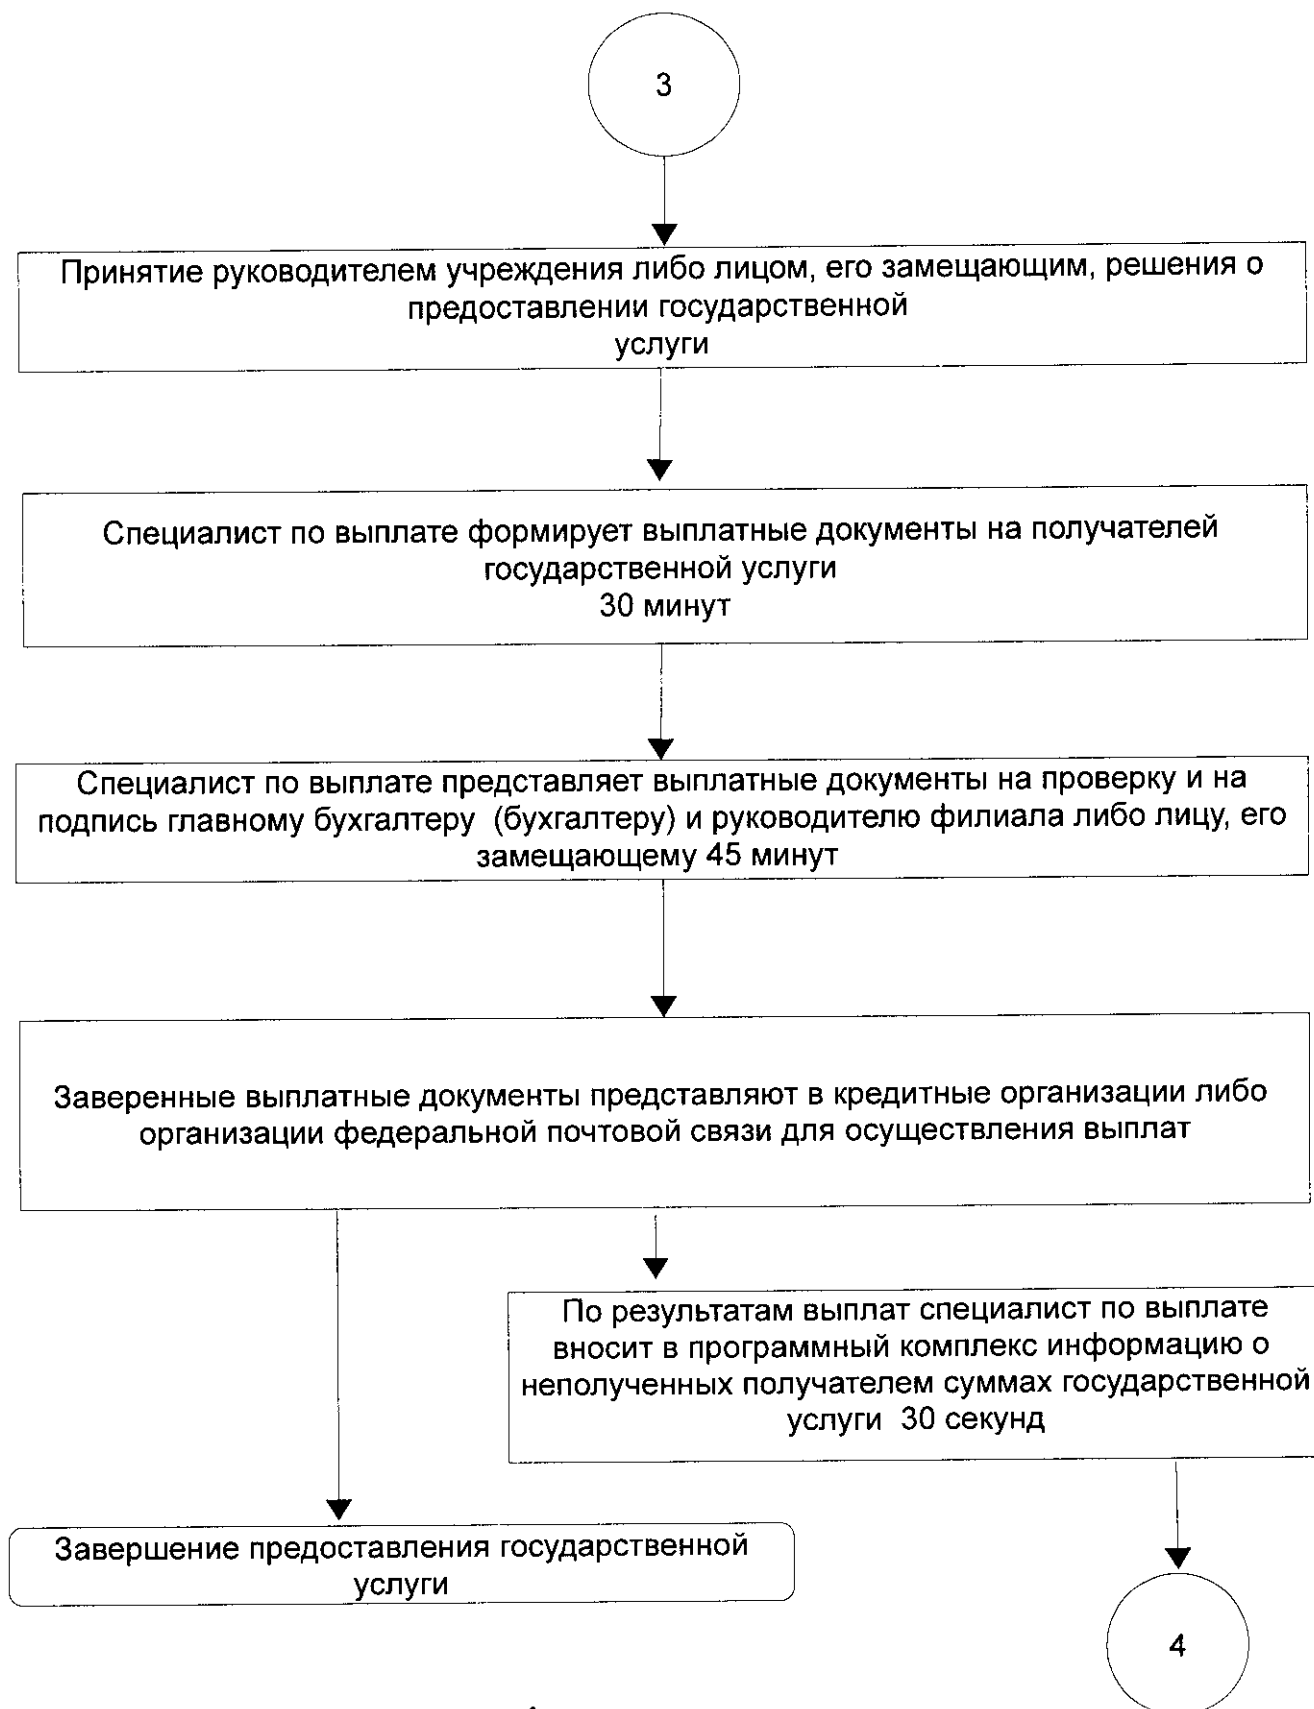 3
Принятие руководителем учреждения либо лицом, его замещающим, решения о
предоставлении государственной
услуги
Специалист по выплате формирует выплатные документы на получателей
государственной услуги
30 минут
Специалист по выплате представляет выплатные документы на проверку и на
подпись главному бухгалтеру (бухгалтеру) и руководителю филиала либо лицу, его
замещающему 45 минут
Заверенные выплатные документы представляют в кредитные организации либо
организации федеральной почтовой связи для осуществления выплат
По результатам выплат специалист по выплате
вносит в программный комплекс информацию о
неполученных получателем суммах государственной
услуги 30 секунд
Завершение предоставления государственной
услуги
4